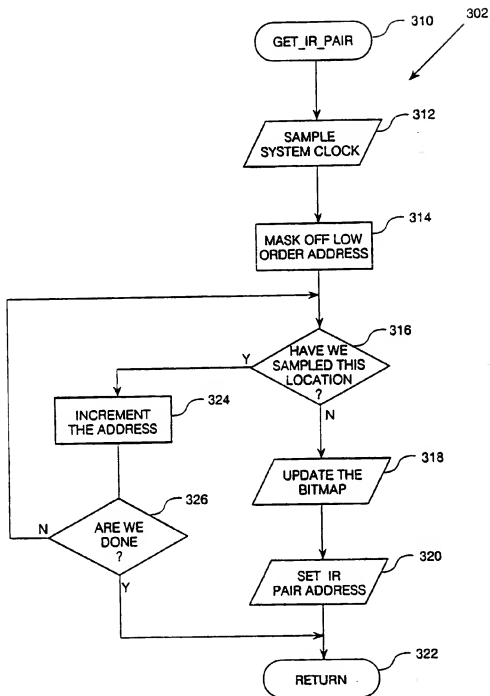 GET_IR_PAIR
310
302
312
SAMPLE
SYSTEM CLOCK
314
MASK OFF LOW
ORDER ADDRESS
316
HAVE WE
SAMPLED THIS
LOCATION
?
Y
N
324
INCREMENT
THE ADDRESS
318
UPDATE THE
BITMAP
326
ARE WE
DONE
?
N
Y
320
SET IR
PAIR ADDRESS
322
RETURN